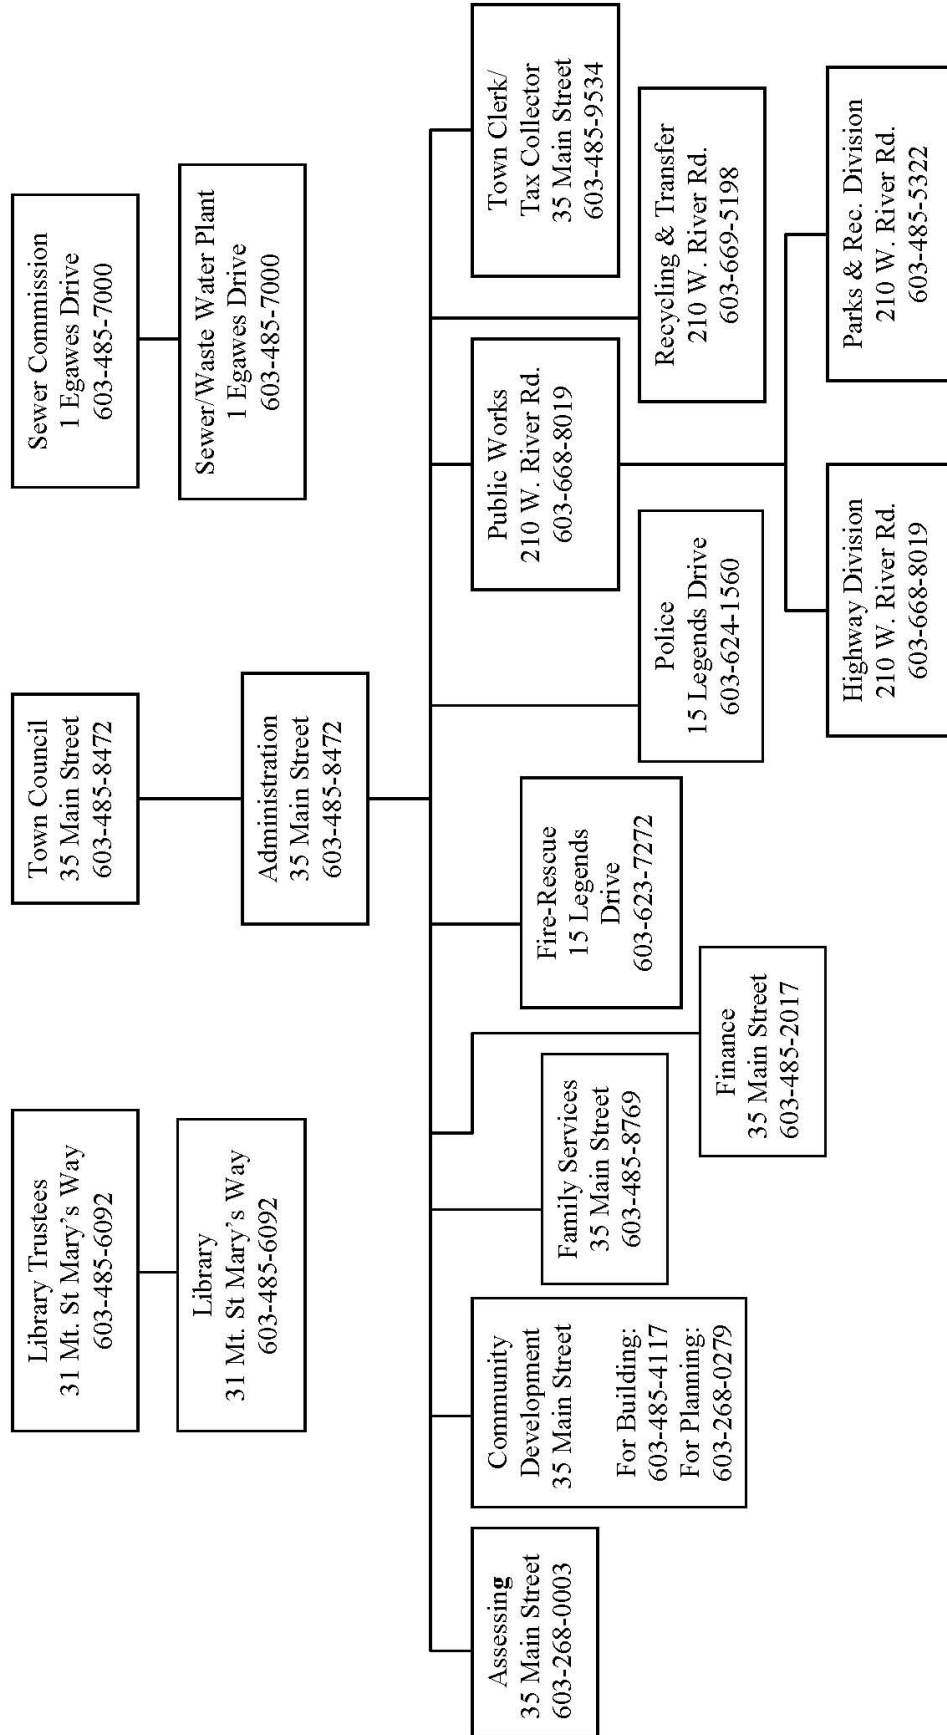 Library Trustees
31 Mt. St Mary’s Way
603-485-6092
Library
31 Mt. St Mary’s Way
603-485-6092
Town Council
35 Main Street
603-485-8472
Administration
35 Main Street
603-485-8472
Sewer Commission
1 Egawes Drive
603-485-7000
Sewer/Waste Water Plant
1 Egawes Drive
603-485-7000
Assessing
35 Main Street
603-268-0003
Community
Development
35 Main Street
For Building:
603-485-4117
For Planning:
603-268-0279
Family Services
35 Main Street
603-485-8769
Finance
35 Main Street
603-485-2017
Fire-Rescue
15 Legends
Drive
603-623-7272
Police
15 Legends Drive
603-624-1560
Public Works
210 W. River Rd.
603-668-8019
Recycling & Transfer
210 W. River Rd.
603-669-5198
Town Clerk/
Tax Collector
35 Main Street
603-485-9534
Highway Division
210 W. River Rd.
603-668-8019
Parks & Rec. Division
210 W. River Rd.
603-485-5322